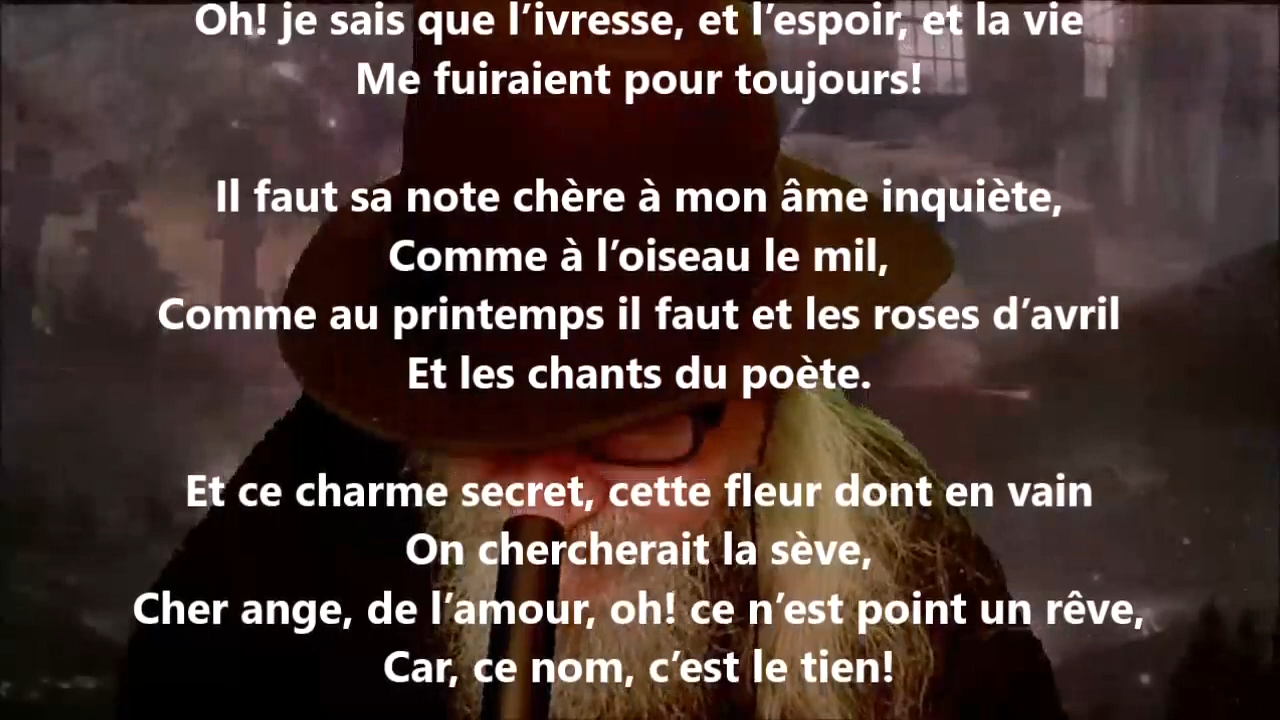 Oh! je sais que l’ivresse, et l’espoir, et la vie
Me fuiraient pour toujours!
Il faut sa note chère à mon âme inquiète,
Comme à l’oiseau le mil,
Comme au printemps il faut et les roses d’avril
Et les chants du poète.
Et ce charme secret, cette fleur dont en vain
On chercherait la sève,
Cher ange, de l’amour, oh! ce n’est point un rêve,
Car, ce nom, c’est le tien!